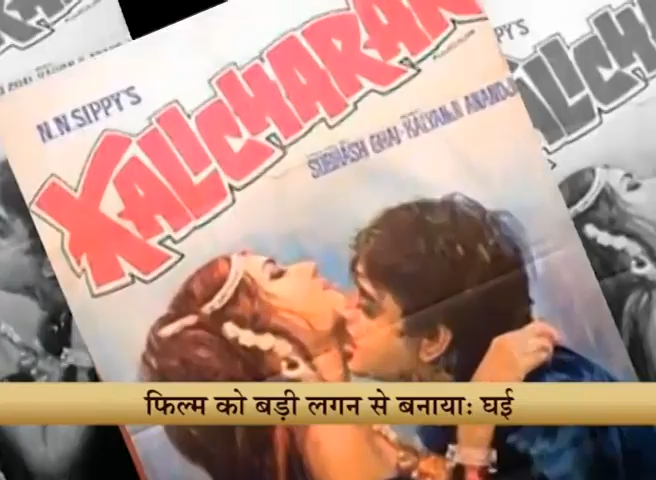 N.N.SIPPY'S
KALICHARAN
SUBHASH GHAI · KALYANJI ANANDJI
फिल्म को बड़ी लगन से बनायाः घई